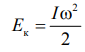 Eк = Iω²/2